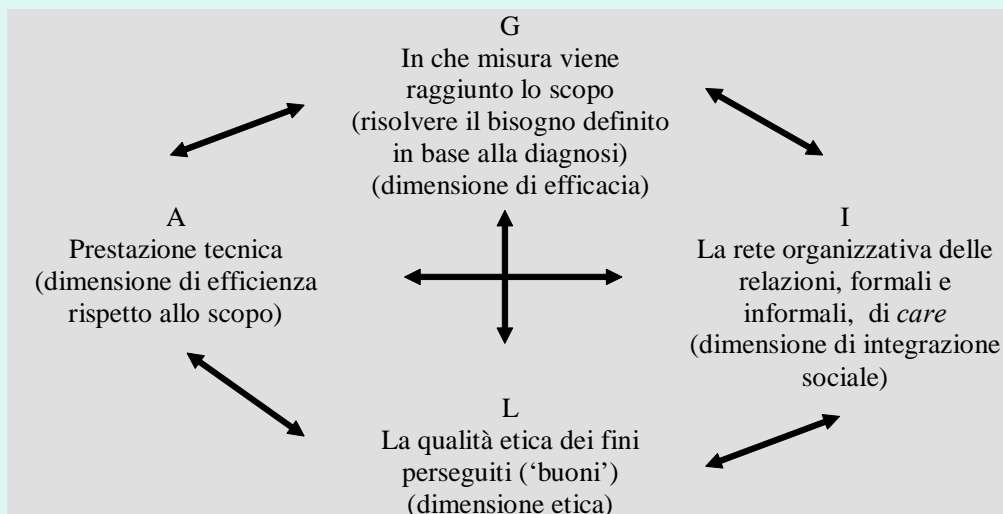 G
In che misura viene
raggiunto lo scopo
(risolvere il bisogno definito
in base alla diagnosi)
(dimensione di efficacia)
A
Prestazione tecnica
(dimensione di efficienza
rispetto allo scopo)
I
La rete organizzativa delle
relazioni, formali e
informali, di care
(dimensione di integrazione
sociale)
L
La qualità etica dei fini
perseguiti (‘buoni’)
(dimensione etica)